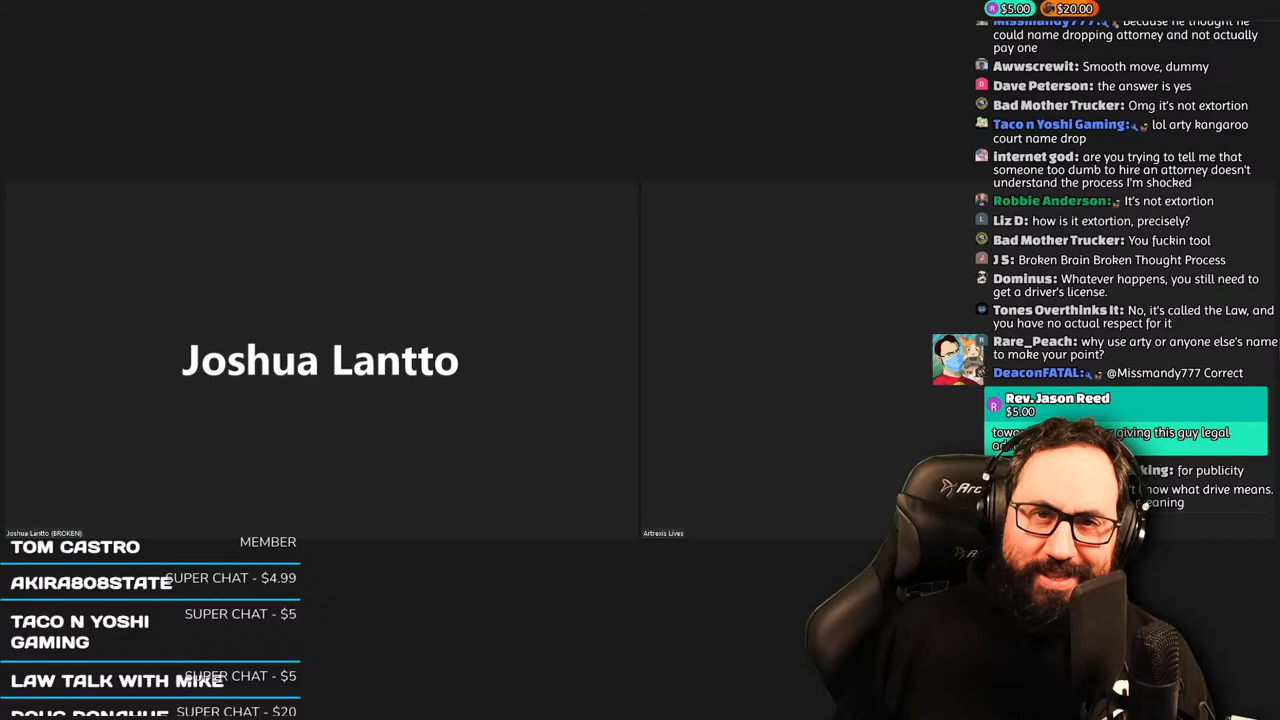 $5.00
$20.00
Missmandy777: Because he thought he
could name dropping attorney and not actually
pay one
Awwscrewit: Smooth move, dummy
Dave Peterson: the answer is yes
Bad Mother Trucker: Omg it's not extortion
Taco n Yoshi Gaming: lol arty kangaroo
court name drop
internet god: are you trying to tell me that
someone too dumb to hire an attorney doesn't
understand the process I'm shocked
Robbie Anderson: It's not extortion
Liz D: how is it extortion, precisely?
Bad Mother Trucker: You fuckin tool
J S: Broken Brain Broken Thought Process
Dominus: Whatever happens, you still need to
get a driver's license.
Tones Overthinks It: No, it's called the Law, and
you have no actual respect for it
Rare_Peach: why use arty or anyone else's name
to make your point?
DeaconFATAL: @Missmandy777 Correct
Rev. Jason Reed
$5.00
giving this guy legal
king: for publicity
know what drive means.
Joshua Lantto
Joshua Lantto (BROKEN)
Artrexis Lives
TOM CASTRO MEMBER
AKIRA808STATE SUPER CHAT - $4.99
TACO N YOSHI SUPER CHAT - $5
GAMING
LAW TALK WITH MIKE SUPER CHAT - $5
DOUG DONAHUE SUPER CHAT - $20
Arc